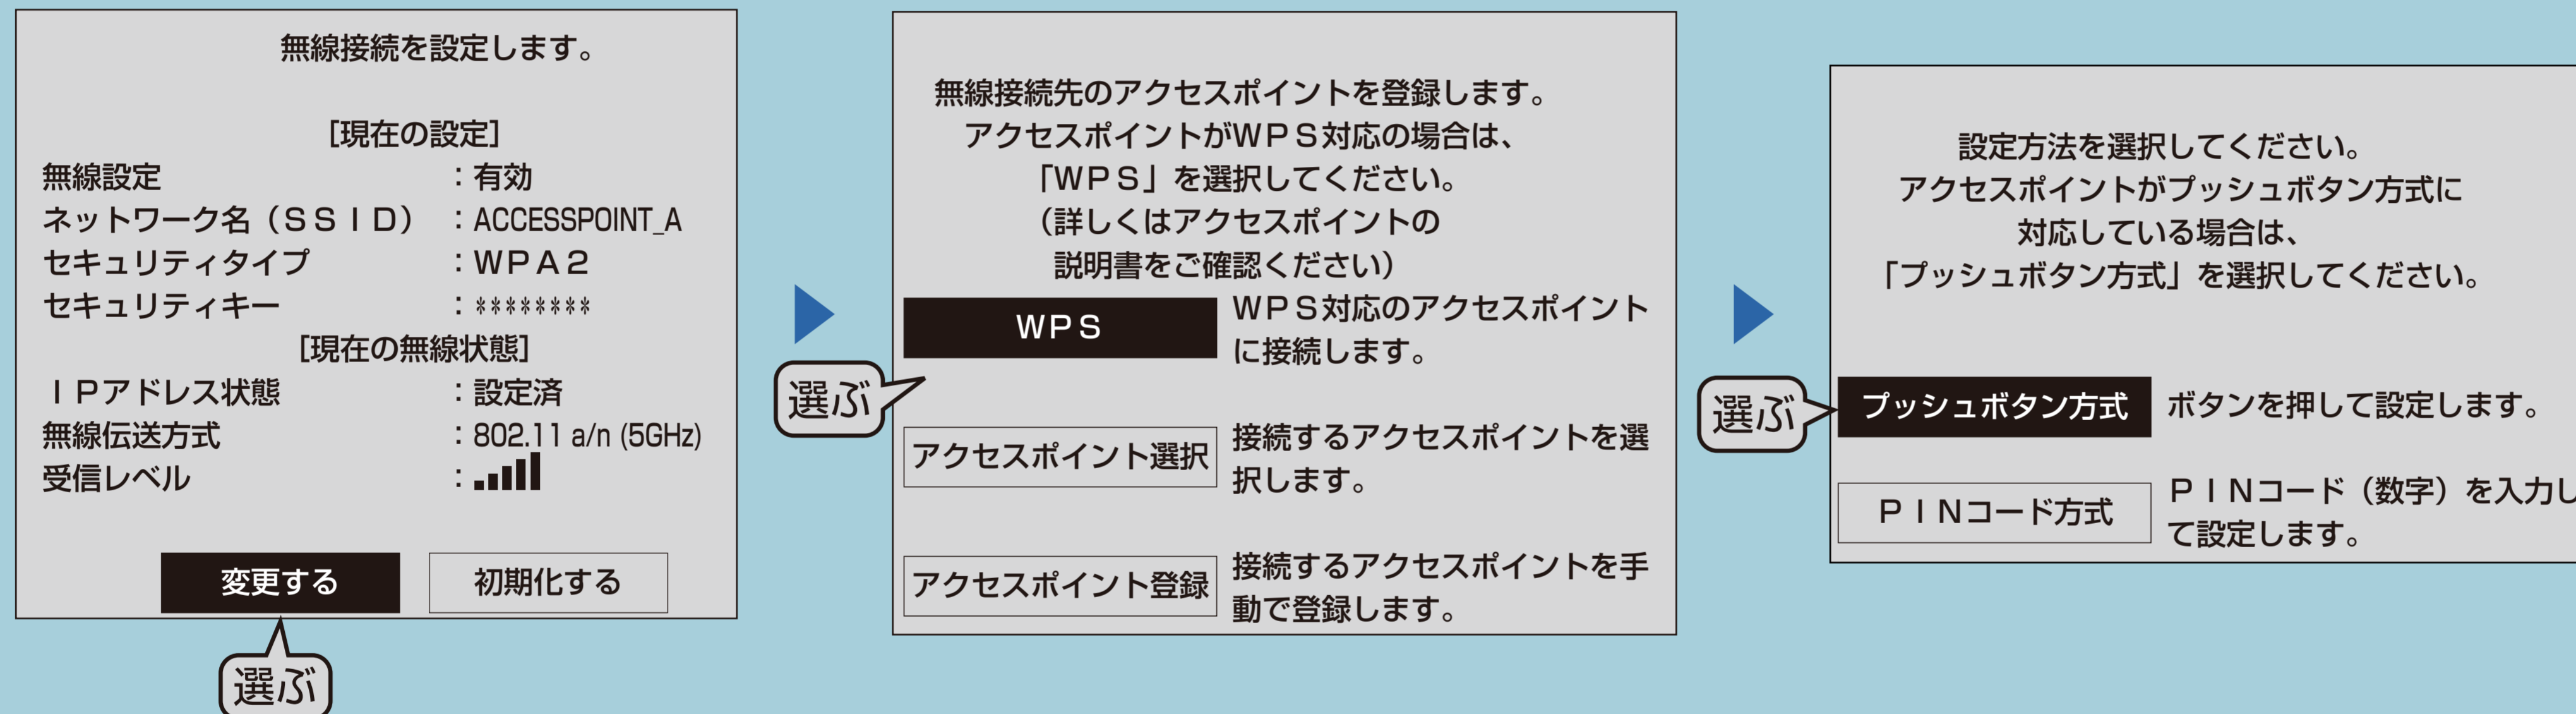 無線接続を設定します。
[現在の設定]
無線設定 : 有効
ネットワーク名（ＳＳＩＤ） : ACCESSPOINT_A
セキュリティタイプ : ＷＰＡ２
セキュリティキー : ********
[現在の無線状態]
ＩＰアドレス状態 : 設定済
無線伝送方式 : 802.11 a/n (5GHz)
受信レベル :
変更する 初期化する
選ぶ
無線接続先のアクセスポイントを登録します。
アクセスポイントがＷＰＳ対応の場合は、
「ＷＰＳ」を選択してください。
（詳しくはアクセスポイントの
説明書をご確認ください）
ＷＰＳ
ＷＰＳ対応のアクセスポイント
に接続します。
選ぶ
アクセスポイント選択
接続するアクセスポイントを選
択します。
アクセスポイント登録
接続するアクセスポイントを手
動で登録します。
設定方法を選択してください。
アクセスポイントがプッシュボタン方式に
対応している場合は、
「プッシュボタン方式」を選択してください。
選ぶ
プッシュボタン方式 ボタンを押して設定します。
ＰＩＮコード方式
ＰＩＮコード（数字）を入力し
て設定します。